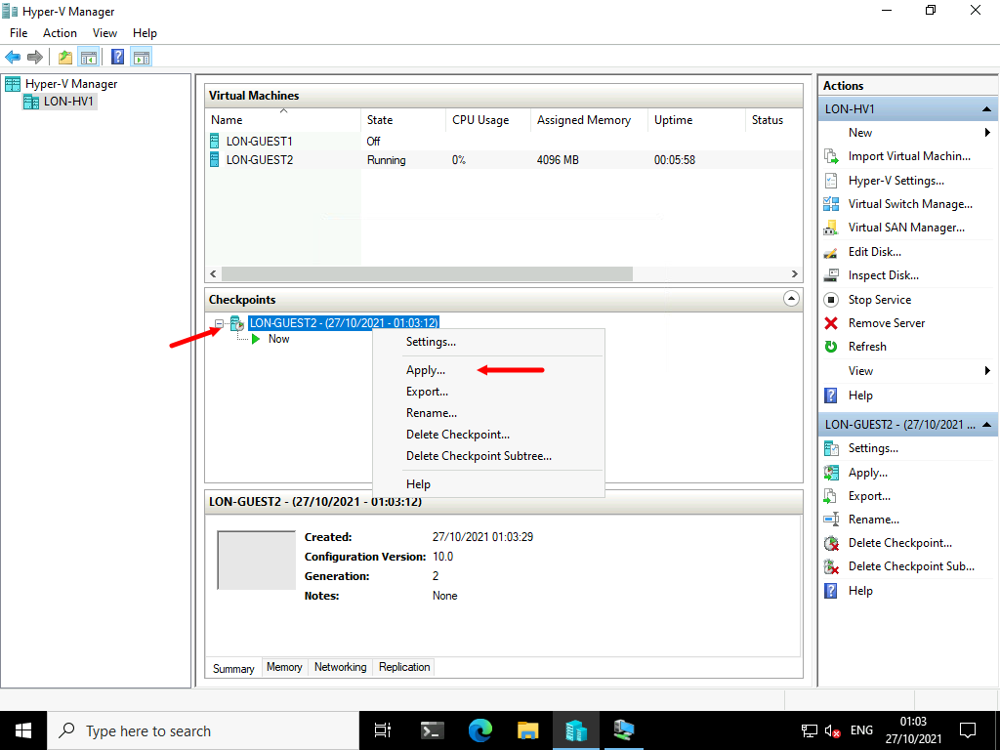 Hyper-V Manager
File Action View Help
Hyper-V Manager
LON-HV1
Virtual Machines
Name State CPU Usage Assigned Memory Uptime Status
LON-GUEST1 Off
LON-GUEST2 Running 0% 4096 MB 00:05:58
Checkpoints
LON-GUEST2 - (27/10/2021 - 01:03:12)
Now
Settings...
Apply...
Export...
Rename...
Delete Checkpoint...
Delete Checkpoint Subtree...
Help
LON-GUEST2 - (27/10/2021 - 01:03:12)
Created: 27/10/2021 01:03:29
Configuration Version: 10.0
Generation: 2
Notes: None
Summary Memory Networking Replication
Actions
LON-HV1
New
Import Virtual Machin...
Hyper-V Settings...
Virtual Switch Manage...
Virtual SAN Manager...
Edit Disk...
Inspect Disk...
Stop Service
Remove Server
Refresh
View
Help
LON-GUEST2 - (27/10/2021 ...
Settings...
Apply...
Export...
Rename...
Delete Checkpoint...
Delete Checkpoint Sub...
Help
Type here to search
ENG
01:03
27/10/2021